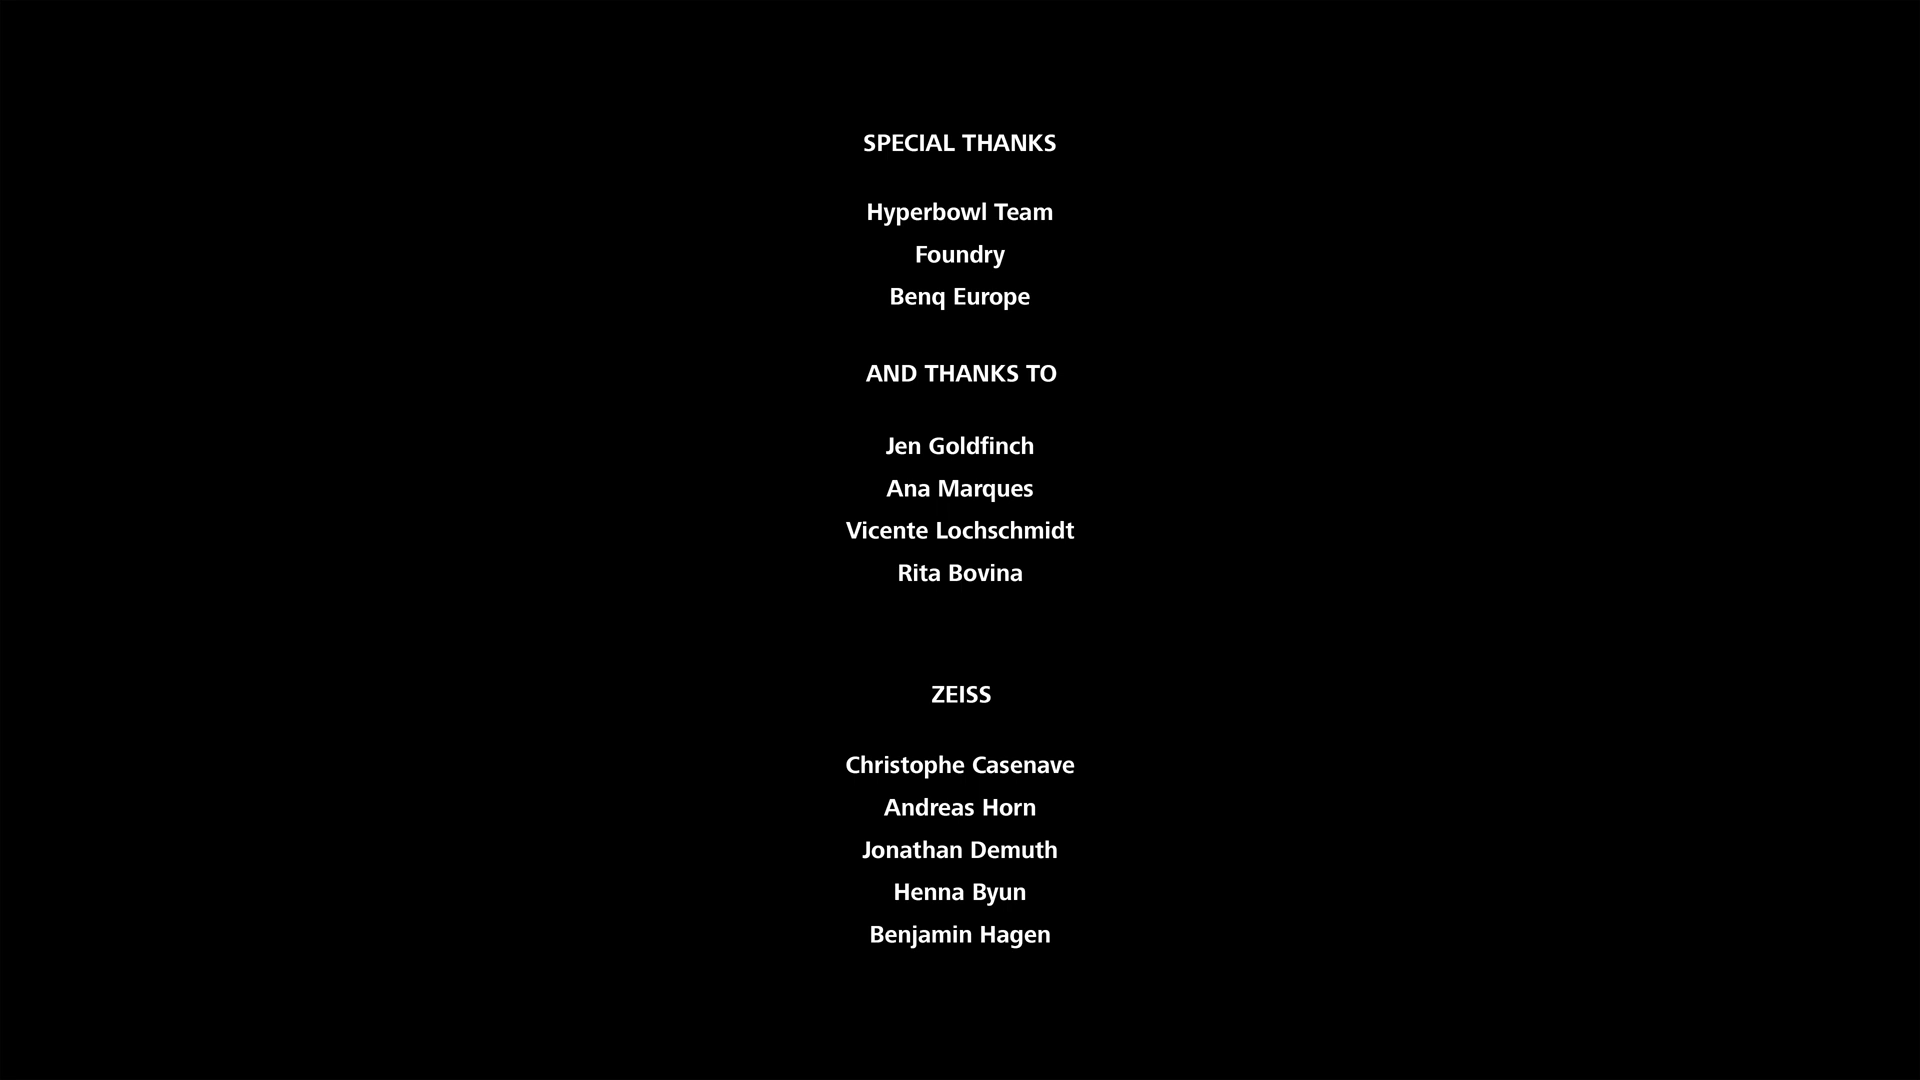 SPECIAL THANKS
Hyperbowl Team
Foundry
Benq Europe
AND THANKS TO
Jen Goldfinch
Ana Marques
Vicente Lochschmidt
Rita Bovina
ZEISS
Christophe Casenave
Andreas Horn
Jonathan Demuth
Henna Byun
Benjamin Hagen